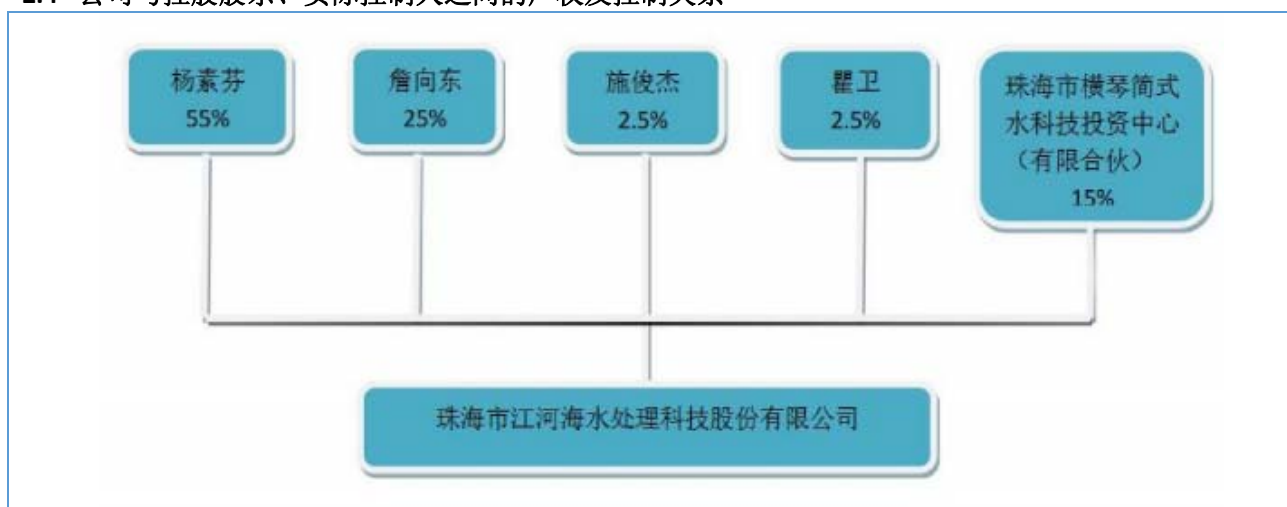 杨素芬
55%
詹向东
25%
施俊杰
2.5%
瞿卫
2.5%
珠海市横琴简式
水科技投资中心
（有限合伙）
15%
珠海市江河海水处理科技股份有限公司